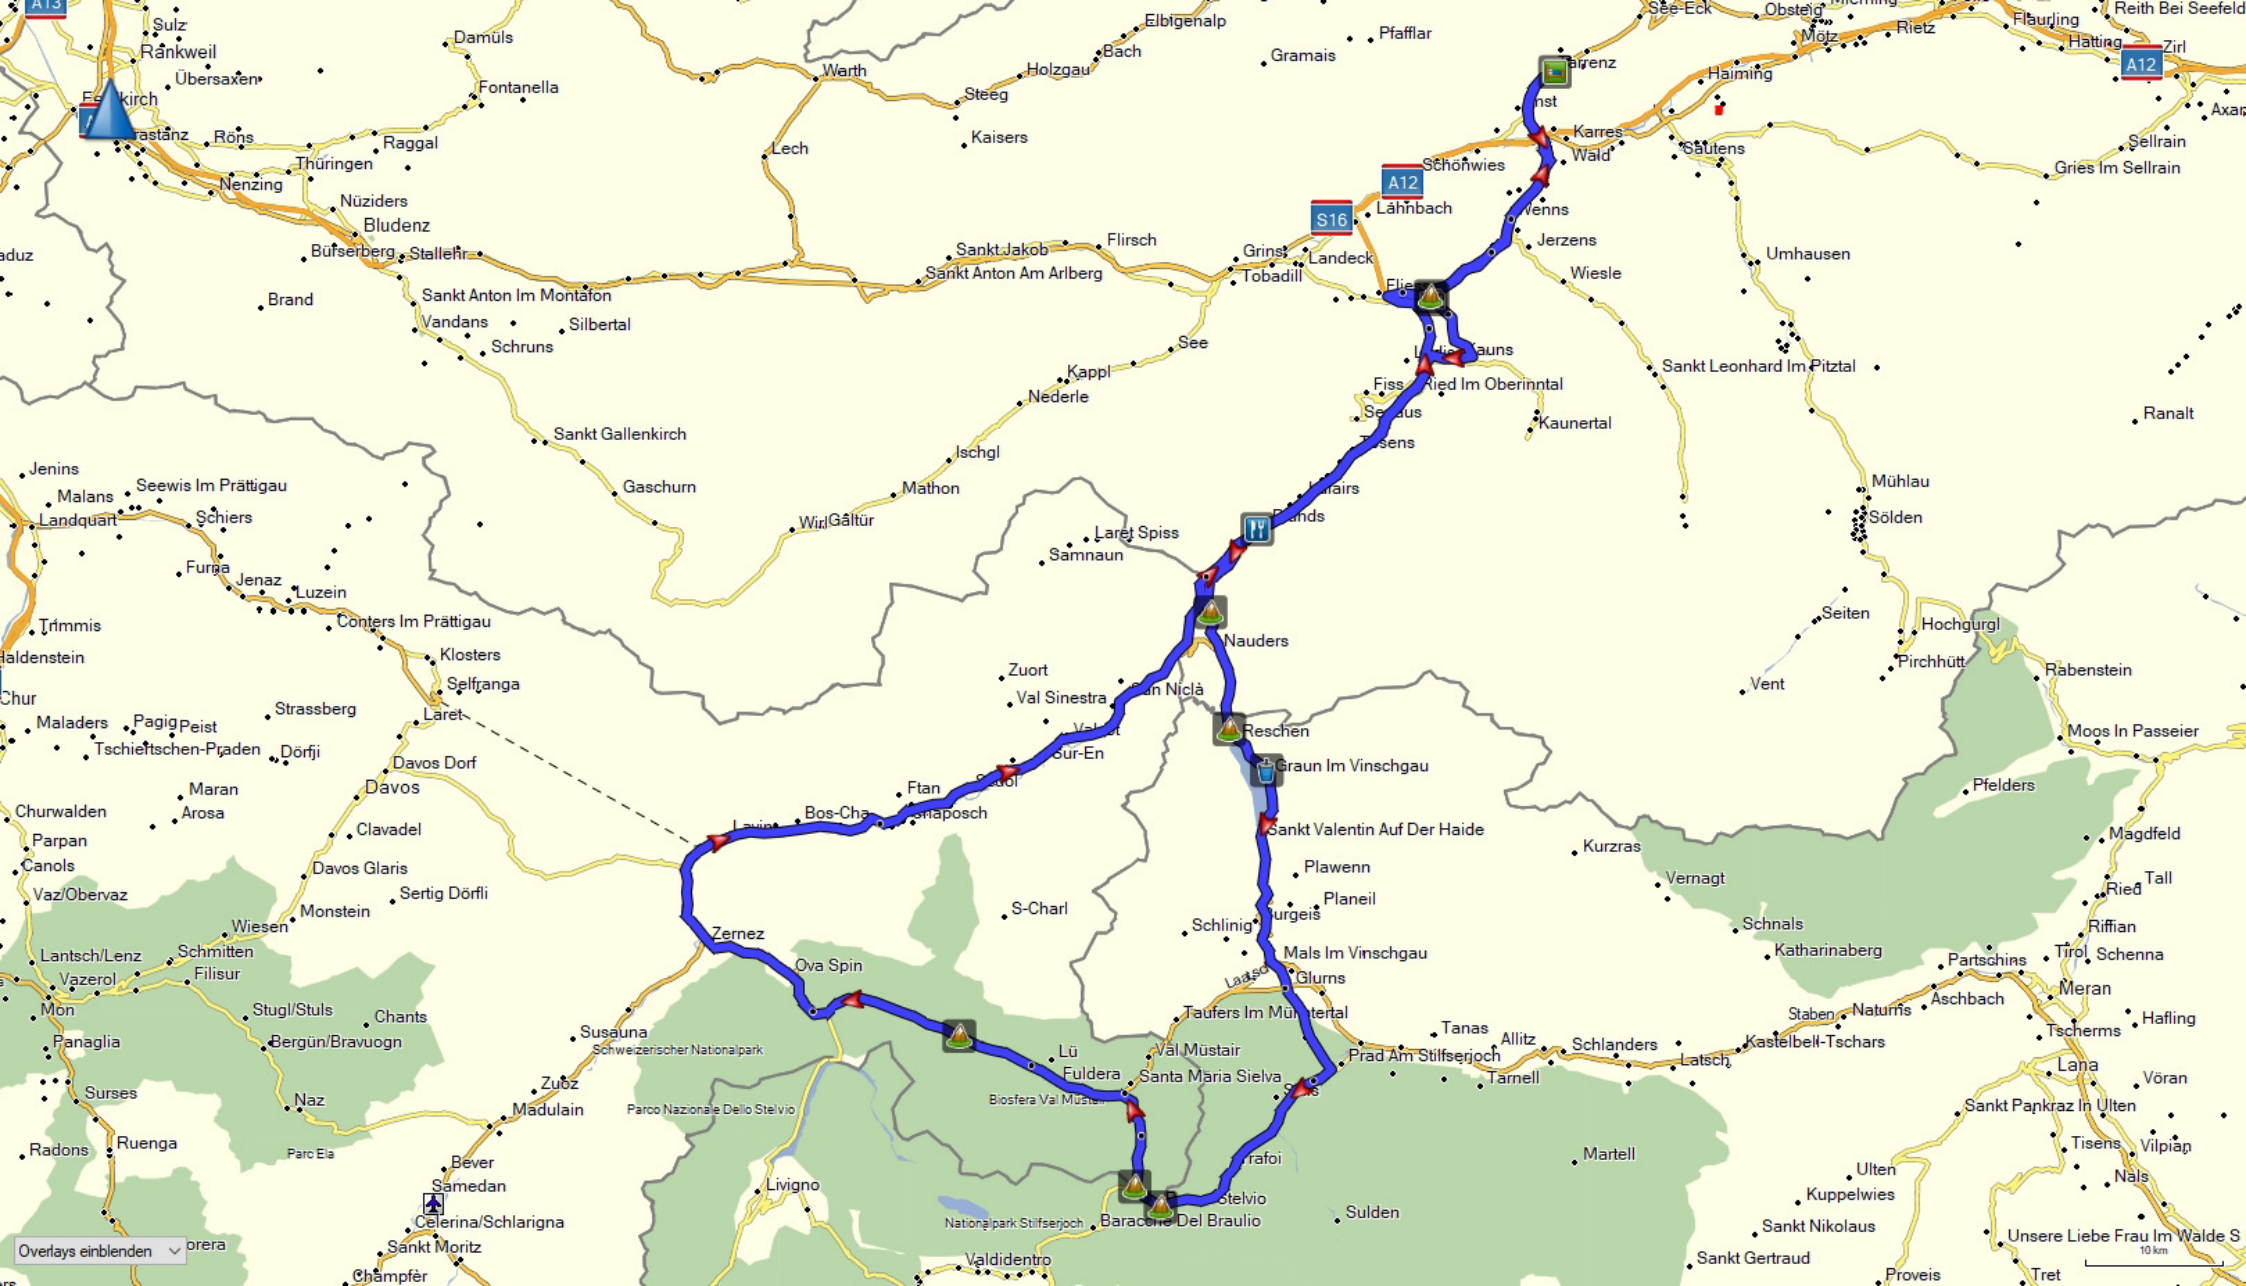 A13
Sulz
Rankweil
Übersaxen
Damüls
Fontanella
Elbigenalp
Bach
Holzgau
Warth
Steeg
Kaisers
Gramais
Pfafflar
See-Eck
Obsteig
Mötz
Rietz
Flaurling
Reith Bei Seefeld
Hatting
Zirl
A12
Haiming
Karres
Wald
Sautens
Sellrain
Gries Im Sellrain
Röns
Raggal
Thüringen
Nenzing
Nüziders
Bludenz
Bürserberg
Stallehr
Brand
Lech
Schönwies
A12
Lahnbach
S16
Wenns
Jerzens
Wiesle
Umhausen
Sankt Jakob
Flirsch
Grins
Landeck
Tobadill
Sankt Anton Am Arlberg
Sankt Anton Im Montafon
Vandans
Silbertal
Schruns
See
Kappl
Nederle
Ischgl
Mathon
Galtür
Sankt Gallenkirch
Gaschurn
Fiss
Ried Im Oberinntal
Kaunertal
Sankt Leonhard Im Pitztal
Ranalt
Mühlau
Sölden
Jenins
Malans
Seewis Im Prättigau
Landquart
Schiers
Furna
Jenaz
Luzein
Trimmis
Conters Im Prättigau
Haldenstein
Klosters
Selfranga
Chur
Laret
Laret Spiss
Samnaun
Nauders
Zuort
Val Sinestra
Seiten
Hochgurgl
Pirchhütt
Vent
Rabenstein
Moos In Passeier
Maladers
Pagig
Peist
Strassberg
Tschiertschen-Praden
Dörfji
Davos Dorf
Davos
Maran
Arosa
Churwalden
Parpan
Canols
Clavadel
Davos Glaris
Sertig Dörfli
Vaz/Obervaz
Monstein
Wiesen
Schmitten
Filisur
Lantsch/Lenz
Vazerol
Mon
Sur-En
Ftan
Bos-Cha
Reschen
Graun Im Vinschgau
Sankt Valentin Auf Der Haide
Plawenn
Planeil
Schlinig
Burgeis
S-Charl
Mals Im Vinschgau
Glurns
Laatsch
Taufers Im Münstertal
Pfelders
Kurzras
Vernagt
Magdfeld
Tall
Ried
Riffian
Schnals
Katharinaberg
Partschins
Tirol
Schenna
Meran
Aschbach
Naturns
Staben
Hafling
Tscherms
Zernez
Ova Spin
Stugl/Stuls
Chants
Bergün/Bravuogn
Panaglia
Susauna
Schweizerischer Nationalpark
Lü
Fuldera
Val Müstair
Santa Maria Sielva
Biosfera Val Müstair
Prad Am Stilfserjoch
Tanas
Allitz
Schlanders
Latsch
Kastelbell-Tschars
Tarnell
Lana
Vöran
Surses
Naz
Zuoz
Madulain
Parco Nazionale Dello Stelvio
Sankt Pankraz In Ulten
Tisens
Vilpian
Nals
Radons
Ruenga
Parc Ela
Bever
Samedan
Celerina/Schlarigna
Sankt Moritz
Champfèr
Livigno
Trafoi
Stelvio
Martell
Ulten
Kuppelwies
Sankt Nikolaus
Sulden
Nationalpark Stilfserjoch
Baracche Del Braulio
Valdidentro
Unsere Liebe Frau Im Walde S
Sankt Gertraud
Proveis
Tret
Overlays einblenden
10 km